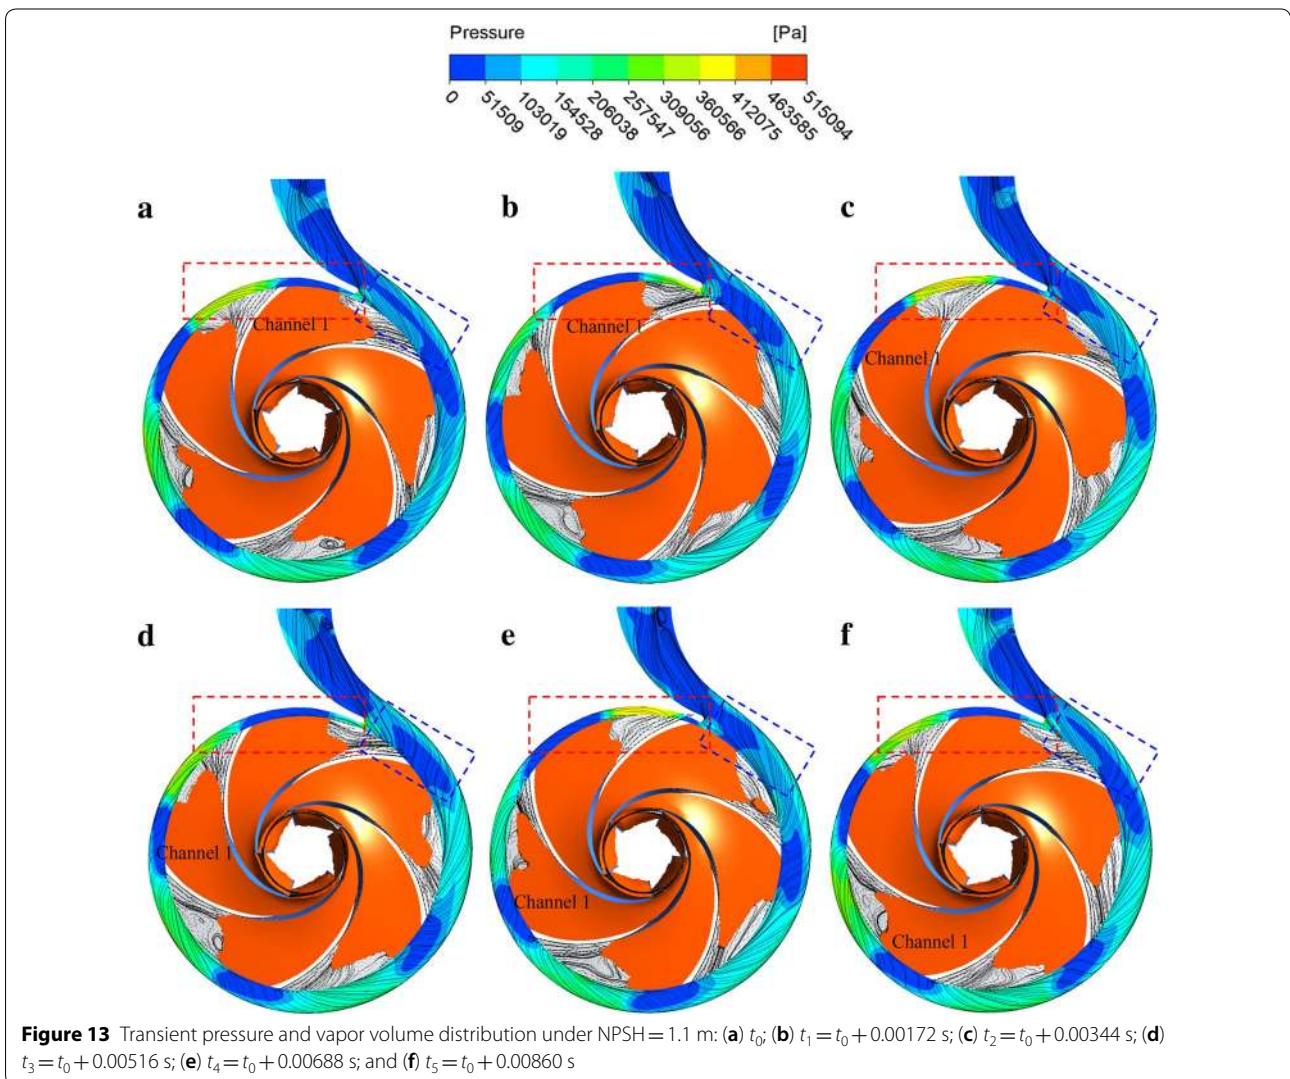 Pressure [Pa]
0 51509 103019 154528 206038 257547 309056 360566 412075 463585 515094
a b c
Channel 1 Channel 1 Channel 1
d e f
Channel 1 Channel 1 Channel 1
Figure 13 Transient pressure and vapor volume distribution under NPSH = 1.1 m: (a) t₀; (b) t₁ = t₀ + 0.00172 s; (c) t₂ = t₀ + 0.00344 s; (d)
t₃ = t₀ + 0.00516 s; (e) t₄ = t₀ + 0.00688 s; and (f) t₅ = t₀ + 0.00860 s